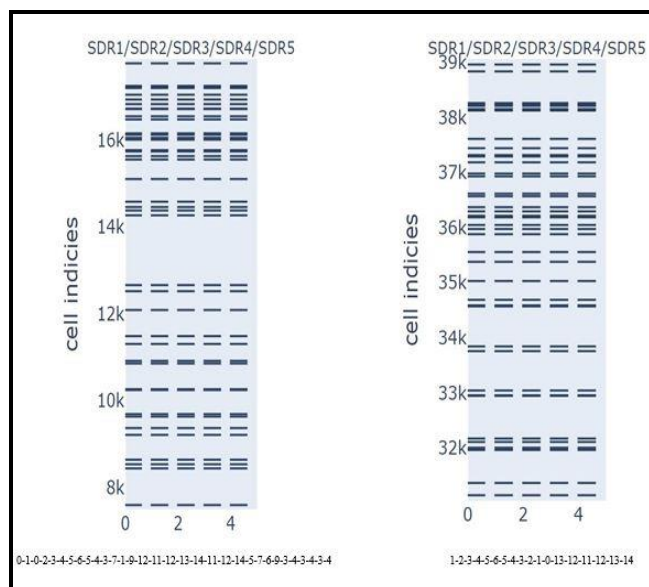 SDR1/SDR2/SDR3/SDR4/SDR5
cell indicies
16k
14k
12k
10k
8k
0 2 4
0-1-0-2-3-4-5-6-5-4-3-7-1-9-12-11-12-13-14-11-12-14-5-7-6-9-3-4-3-4-3-4
SDR1/SDR2/SDR3/SDR4/SDR5
cell indicies
39k
38k
37k
36k
35k
34k
33k
32k
0 2 4
1-2-3-4-5-6-5-4-3-2-1-0-13-12-11-12-13-14